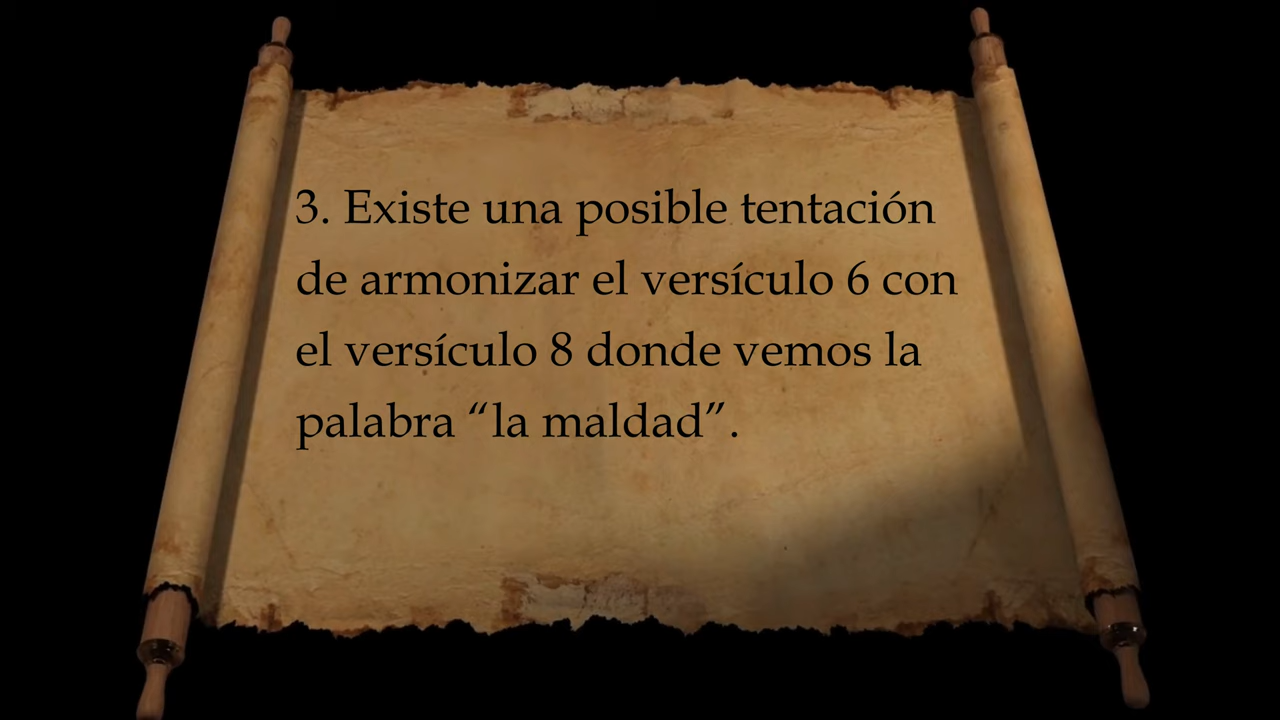 3. Existe una posible tentación
de armonizar el versículo 6 con
el versículo 8 donde vemos la
palabra “la maldad”.